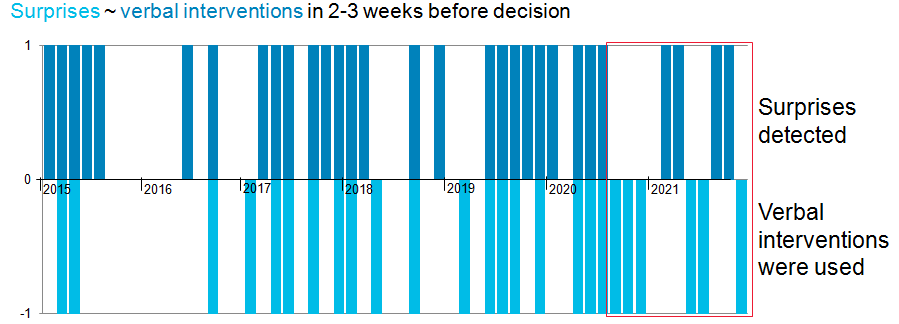 Surprises ~ verbal interventions in 2-3 weeks before decision
1
Surprises
detected
0
2015 2016 2017 2018 2019 2020 2021
Verbal
interventions
were used
-1